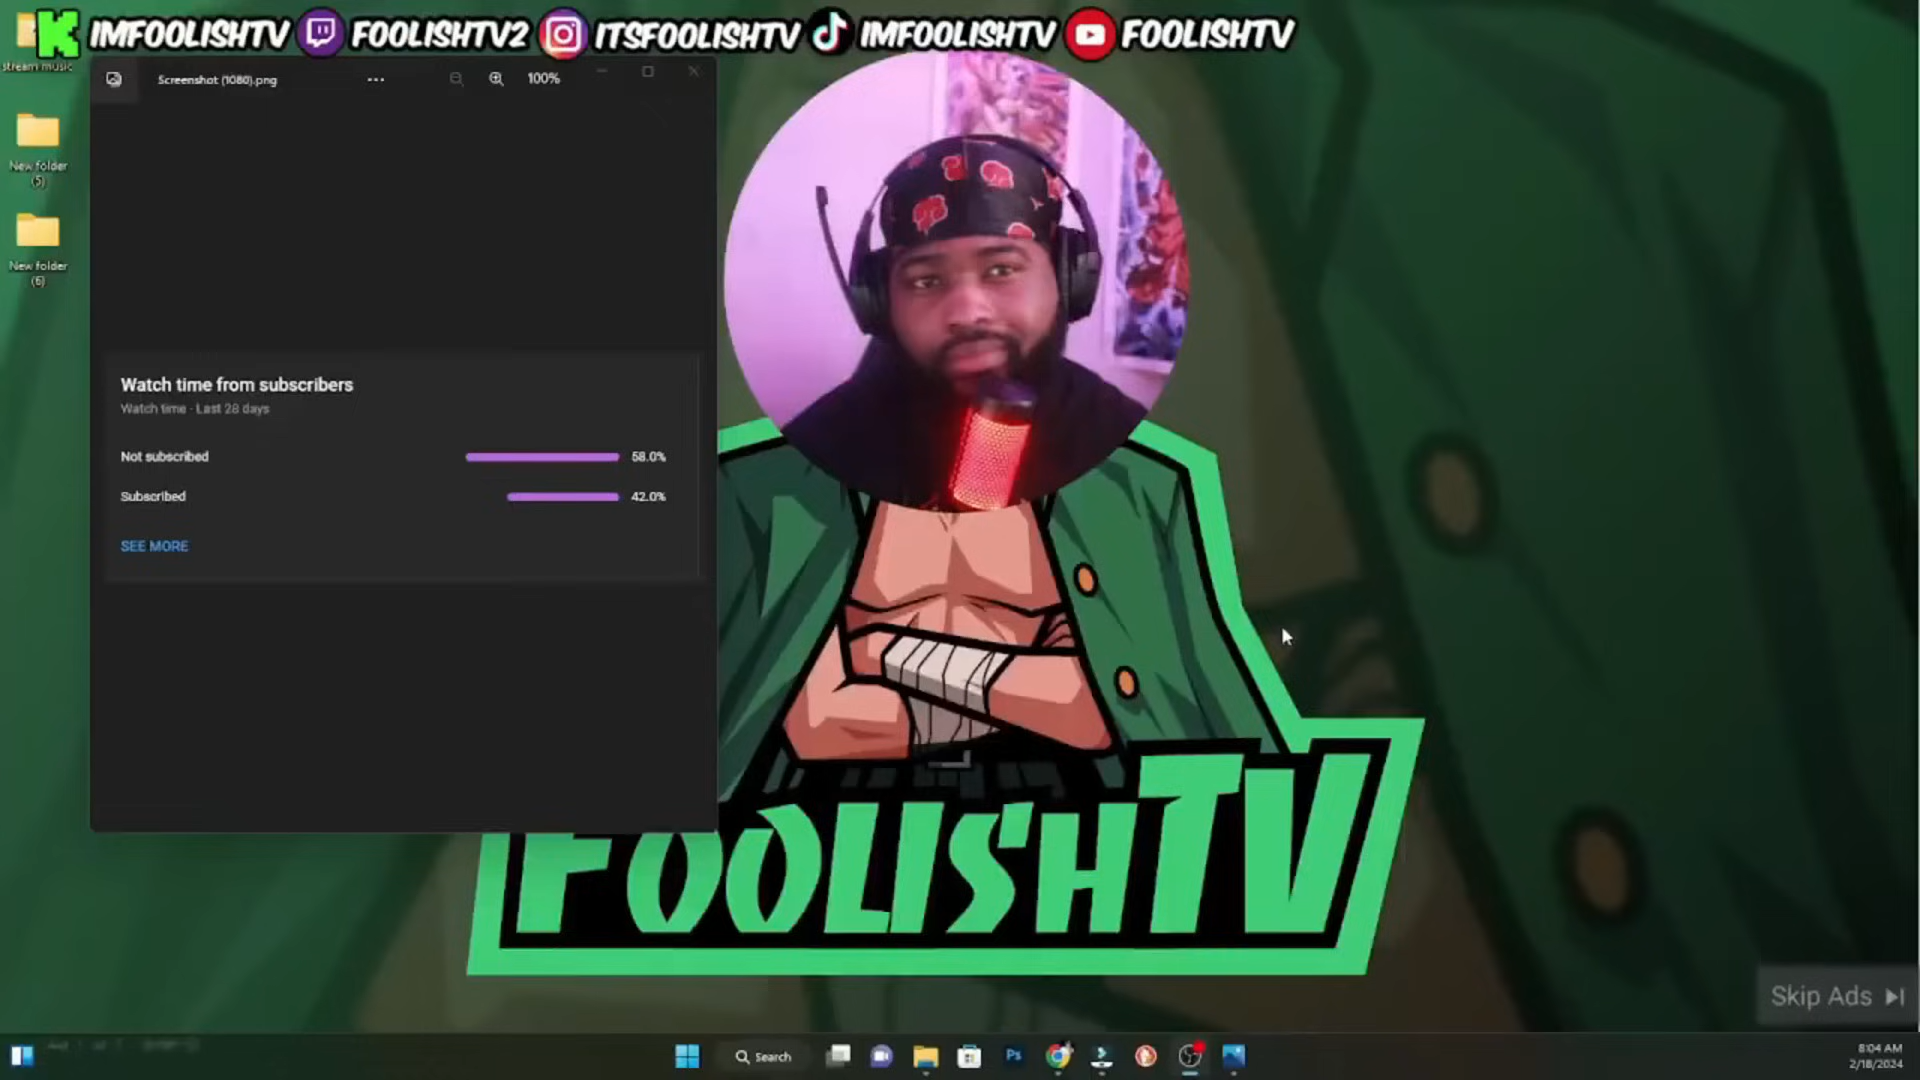 IMFOOLISHTV FOOLISHTV2 ITSFOOLISHTV IMFOOLISHTV FOOLISHTV
stream music
Screenshot (1080).png
100%
New folder
(5)
New folder
(6)
Watch time from subscribers
Watch time · Last 28 days
Not subscribed 58.0%
Subscribed 42.0%
SEE MORE
FOOLISHTV
Skip Ads
Search
Ps
8:04 AM
2/18/2024